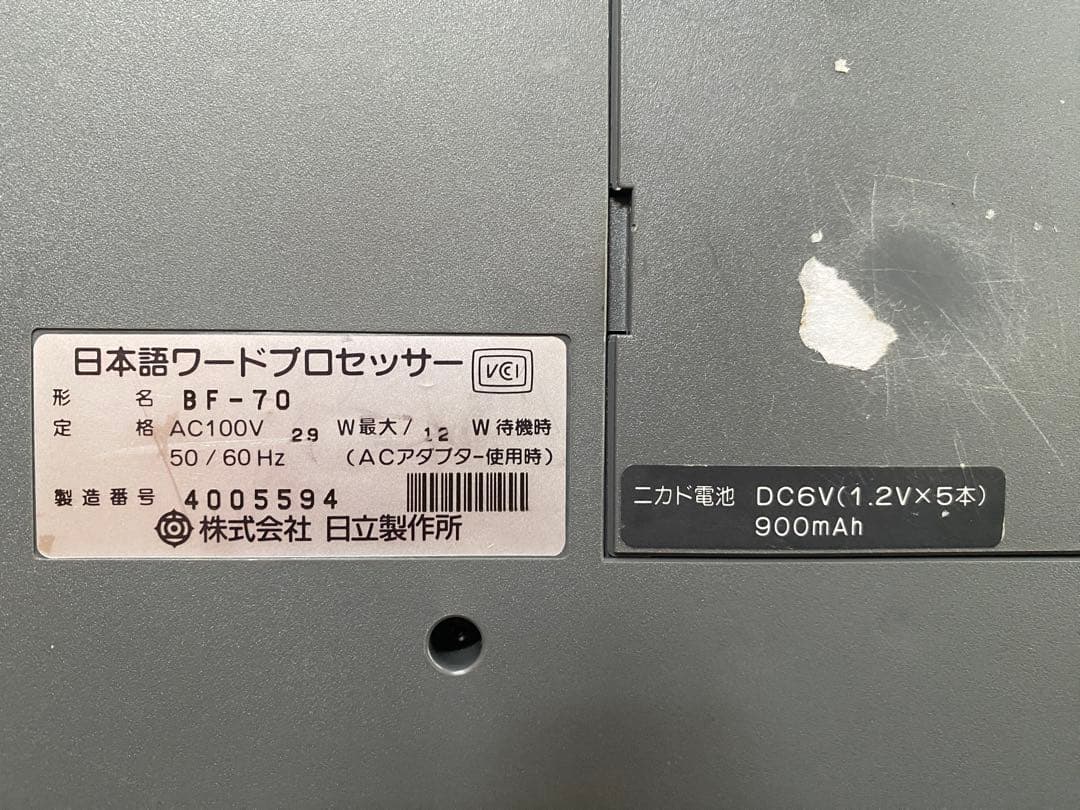 日本語ワードプロセッサー VCCI
形 名 BF-70
定 格 AC100V 29 W最大/ 12 W待機時
50/60Hz (ACアダプター使用時)
製造番号 4005594
株式会社 日立製作所
ニカド電池 DC6V(1.2V×5本)
900mAh